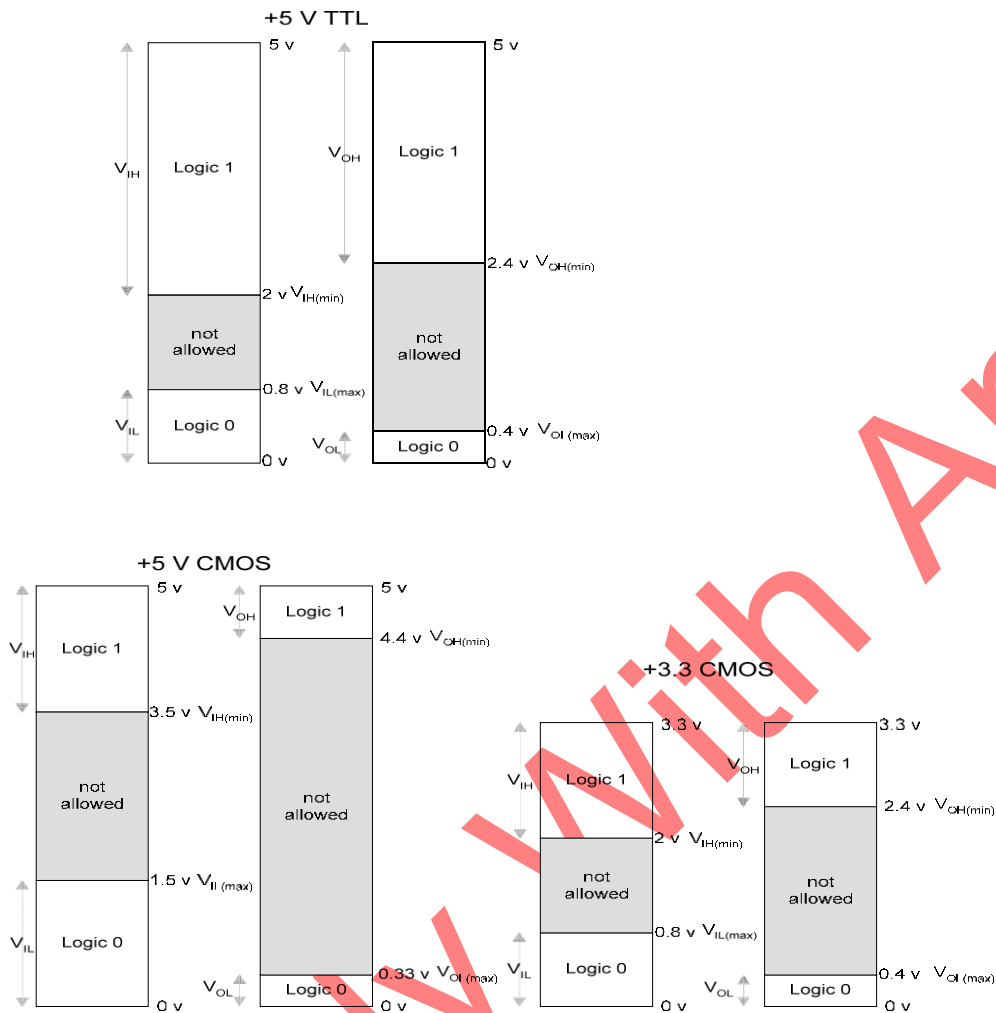 +5 V TTL
5 v
5 v
V_IH
Logic 1
V_OH
Logic 1
2.4 v V_OH(min)
2 v V_IH(min)
not
allowed
not
allowed
0.8 v V_IL(max)
V_IL
Logic 0
0.4 v V_Ol (max)
V_OL
Logic 0
0 v
0 v
+5 V CMOS
5 v
5 v
V_OH
Logic 1
V_IH
Logic 1
4.4 v V_OH(min)
3.5 v V_IH(min)
not
allowed
not
allowed
1.5 v V_Il (max)
V_IL
Logic 0
0.33 v V_Ol (max)
V_OL
Logic 0
0 v
0 v
+3.3 CMOS
3.3 v
3.3 v
V_IH
Logic 1
V_OH
Logic 1
2.4 v V_OH(min)
2 v V_IH(min)
not
allowed
not
allowed
0.8 v V_IL(max)
V_IL
Logic 0
0.4 v V_Ol (max)
V_OL
Logic 0
0 v
0 v
With